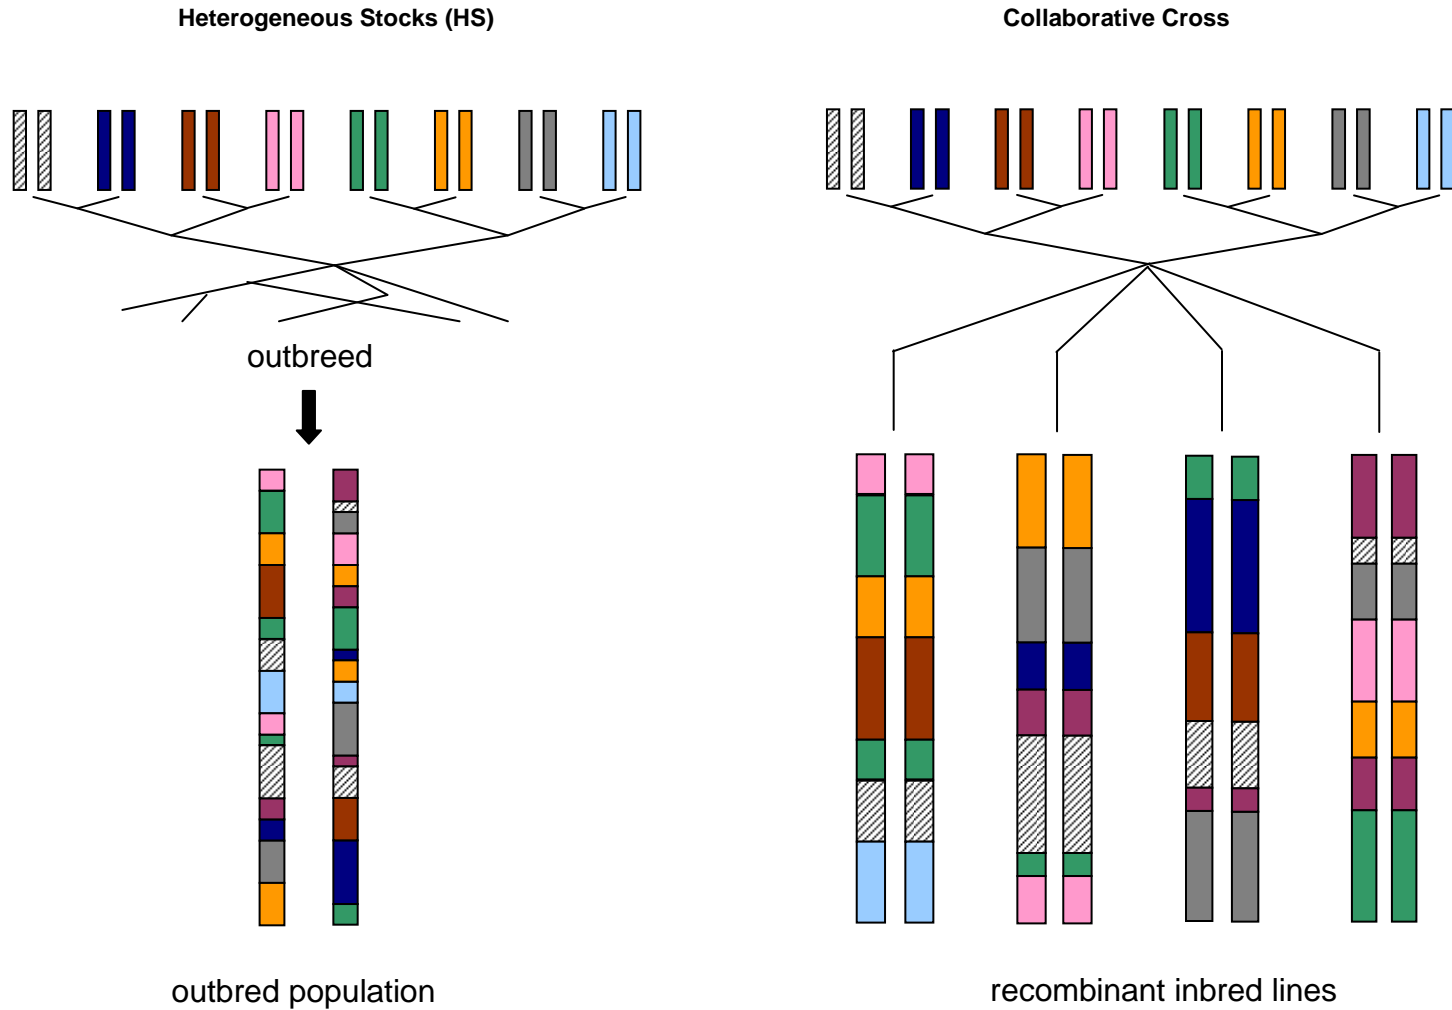 Heterogeneous Stocks (HS)
Collaborative Cross
outbreed
outbred population
recombinant inbred lines